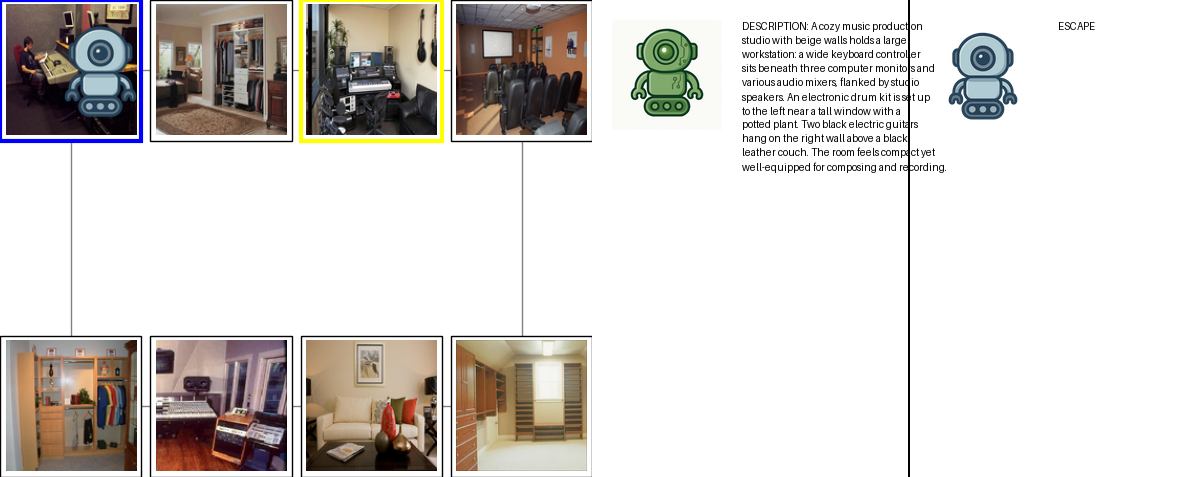 DESCRIPTION: A cozy music production
studio with beige walls holds a large
workstation: a wide keyboard controller
sits beneath three computer monitors and
various audio mixers, flanked by studio
speakers. An electronic drum kit is set up
to the left near a tall window with a
potted plant. Two black electric guitars
hang on the right wall above a black
leather couch. The room feels compact yet
well-equipped for composing and recording.
ESCAPE